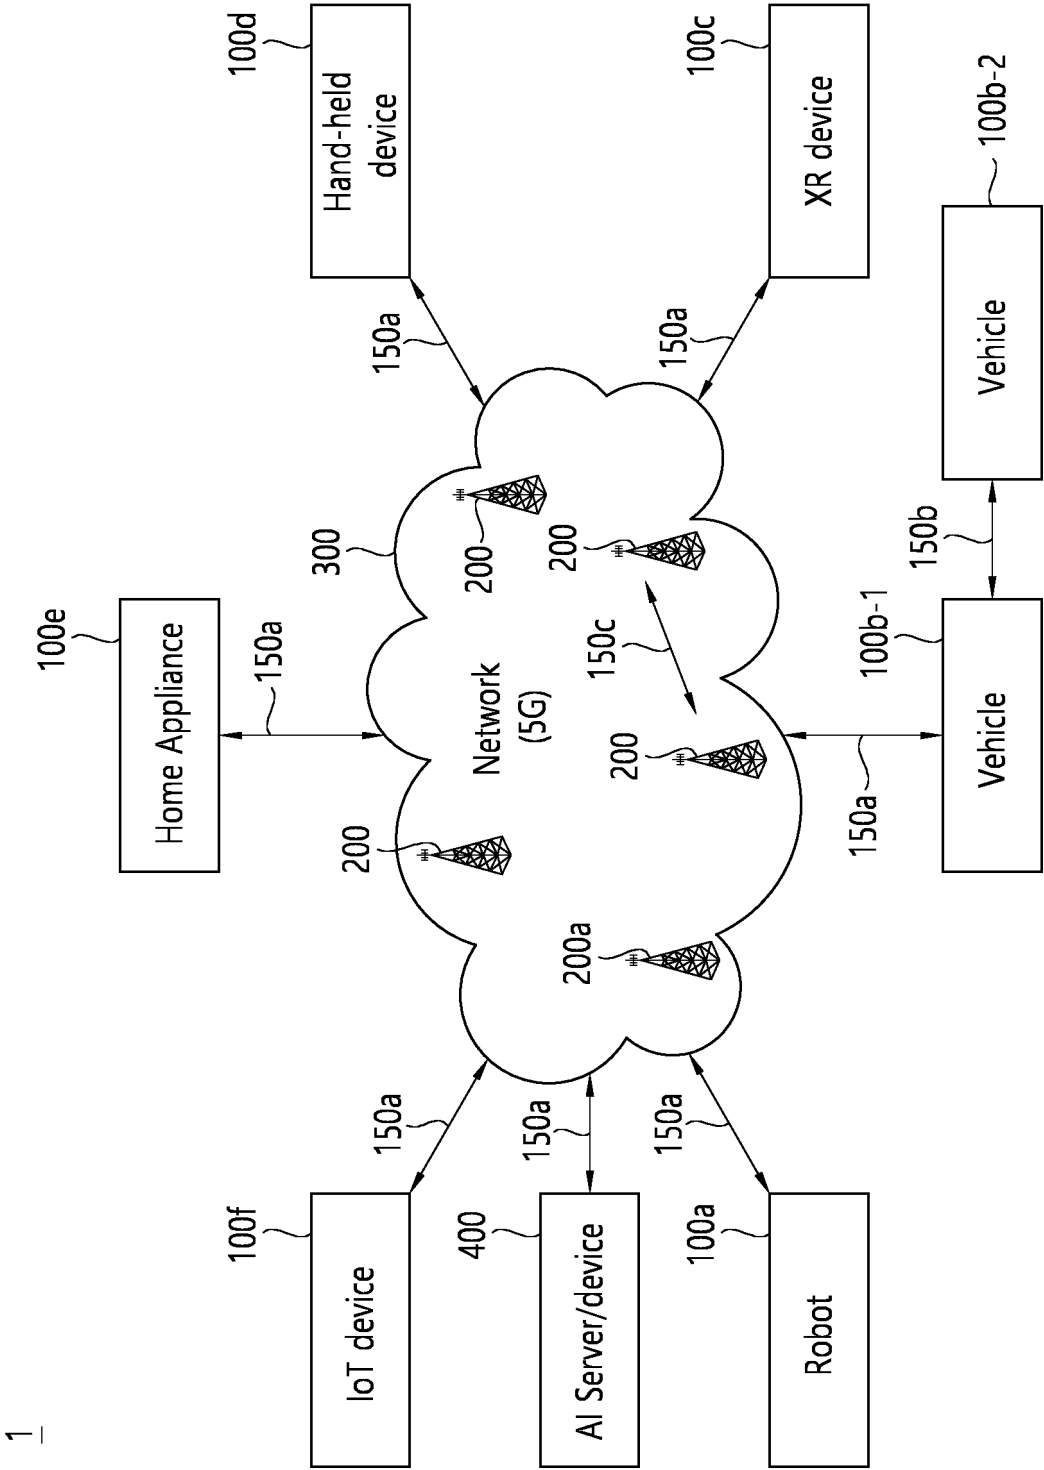 1
100e
Home Appliance
150a
100f
IoT device
150a
300
100d
Hand-held
device
150a
200
200
Network
(5G)
400
AI Server/device
150a
200a
200
150c
200
100a
Robot
150a
100c
XR device
150a
150a
100b-1
Vehicle
150b
100b-2
Vehicle